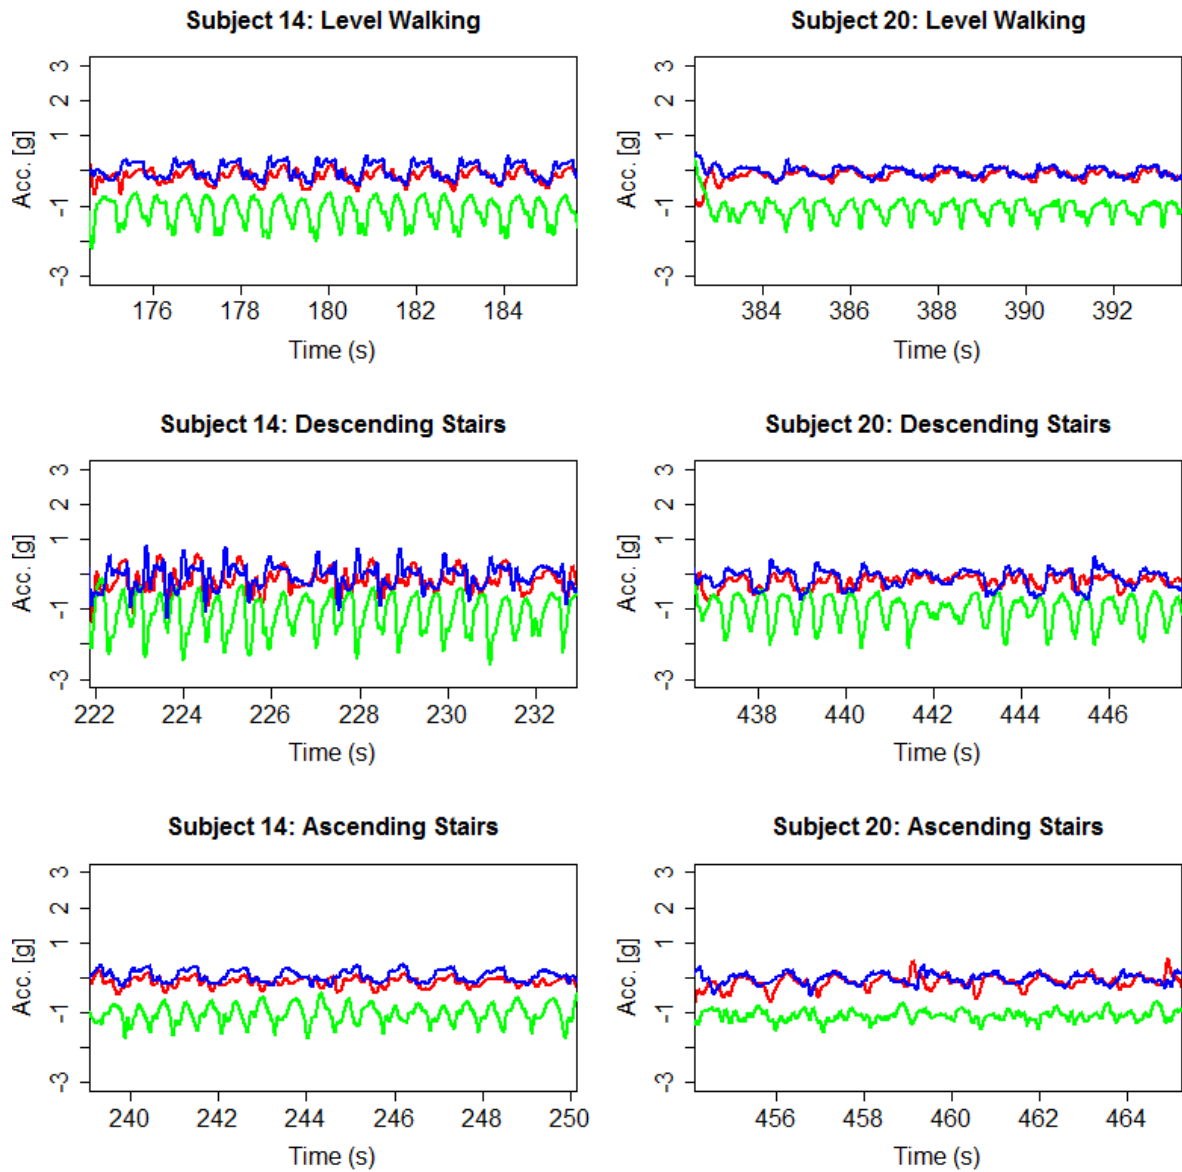 Subject 14: Level Walking
Acc. [g]
3
2
1
-1
-3
176 178 180 182 184
Time (s)
Subject 20: Level Walking
Acc. [g]
3
2
1
-1
-3
384 386 388 390 392
Time (s)
Subject 14: Descending Stairs
Acc. [g]
3
2
1
-1
-3
222 224 226 228 230 232
Time (s)
Subject 20: Descending Stairs
Acc. [g]
3
2
1
-1
-3
438 440 442 444 446
Time (s)
Subject 14: Ascending Stairs
Acc. [g]
3
2
1
-1
-3
240 242 244 246 248 250
Time (s)
Subject 20: Ascending Stairs
Acc. [g]
3
2
1
-1
-3
456 458 460 462 464
Time (s)